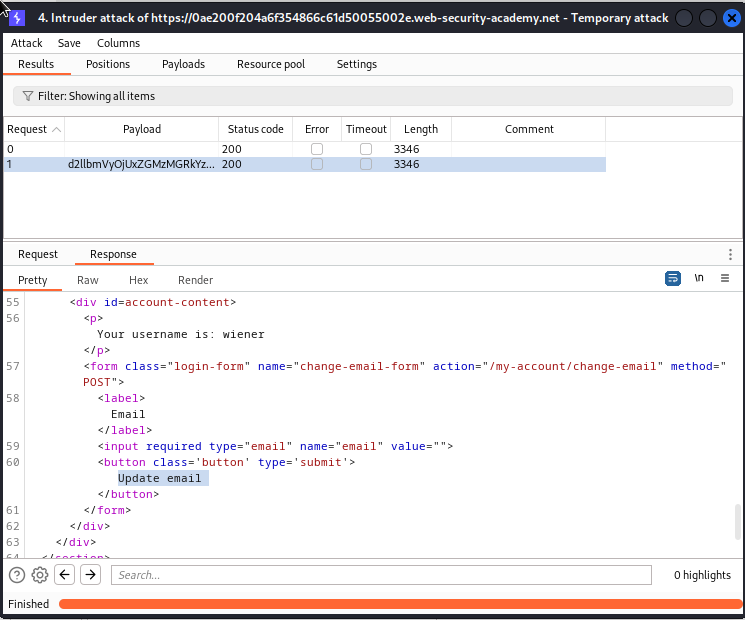 4. Intruder attack of https://0ae200f204a6f354866c61d50055002e.web-security-academy.net - Temporary attack
Attack Save Columns
Results Positions Payloads Resource pool Settings
Filter: Showing all items
Request Payload Status code Error Timeout Length Comment
0 200 3346
1 d2llbmVyOjUxZGMzMGRkYz... 200 3346
Request Response
Pretty Raw Hex Render \n
55 <div id=account-content>
56 <p>
Your username is: wiener
</p>
57 <form class="login-form" name="change-email-form" action="/my-account/change-email" method="
POST">
58 <label>
Email
</label>
59 <input required type="email" name="email" value="">
60 <button class='button' type='submit'>
Update email
</button>
61 </form>
62 </div>
63 </div>
64 </section>
Search... 0 highlights
Finished